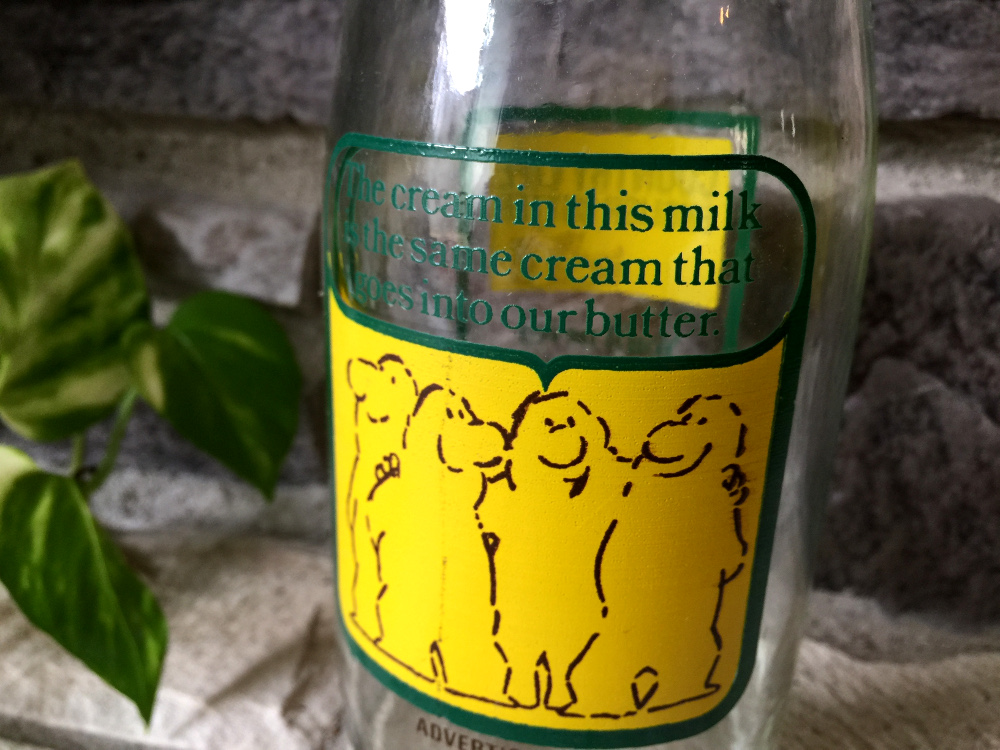 The cream in this milk
is the same cream that
goes into our butter.